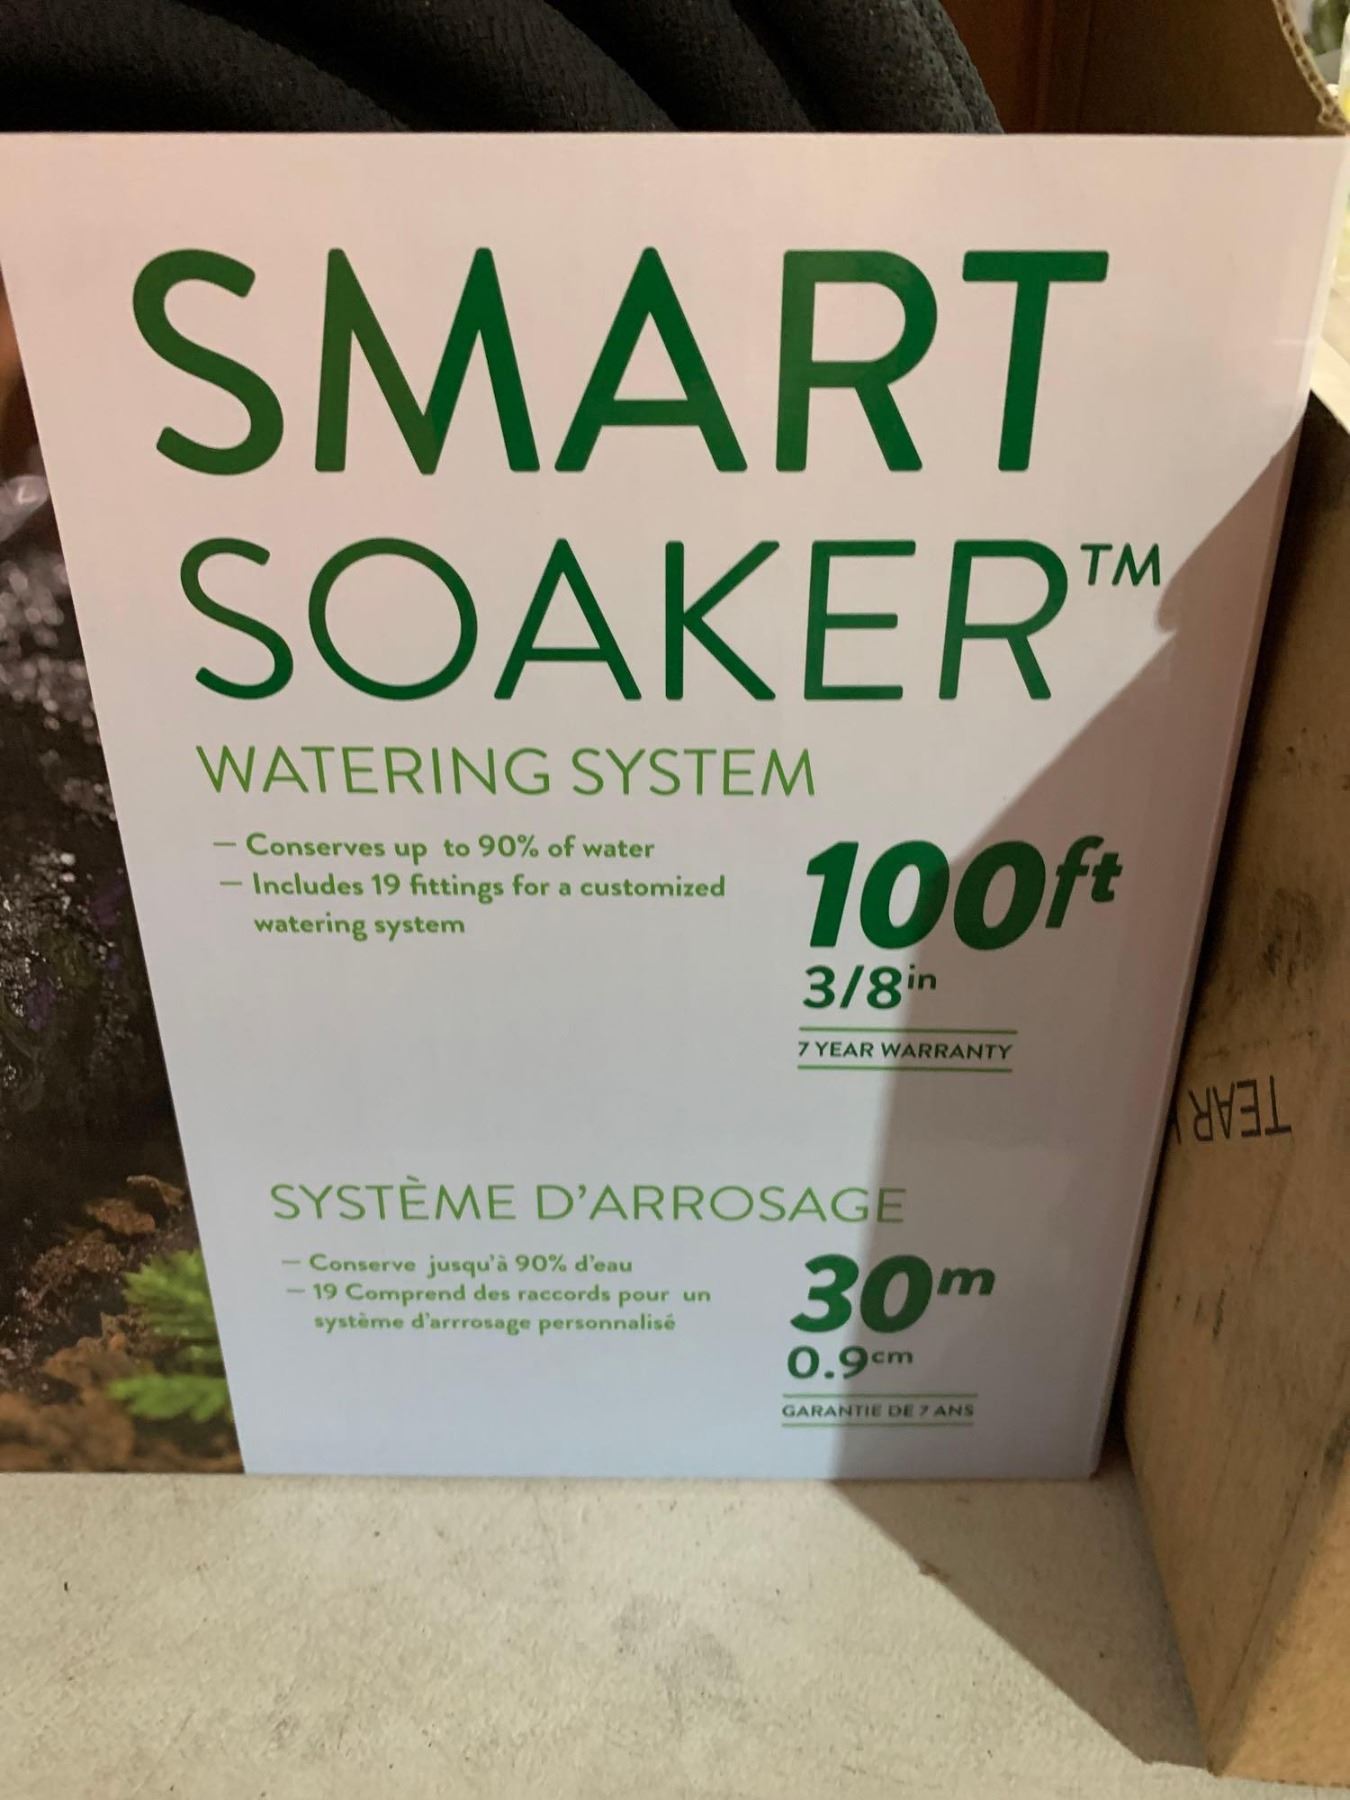 SMART
SOAKER™
WATERING SYSTEM
— Conserves up to 90% of water
— Includes 19 fittings for a customized
watering system
100ft
3/8in
7 YEAR WARRANTY
TEAR
SYSTÈME D'ARROSAGE
— Conserve jusqu'à 90% d'eau
— 19 Comprend des raccords pour un
système d'arrrosage personnalisé
30m
0.9cm
GARANTIE DE 7 ANS